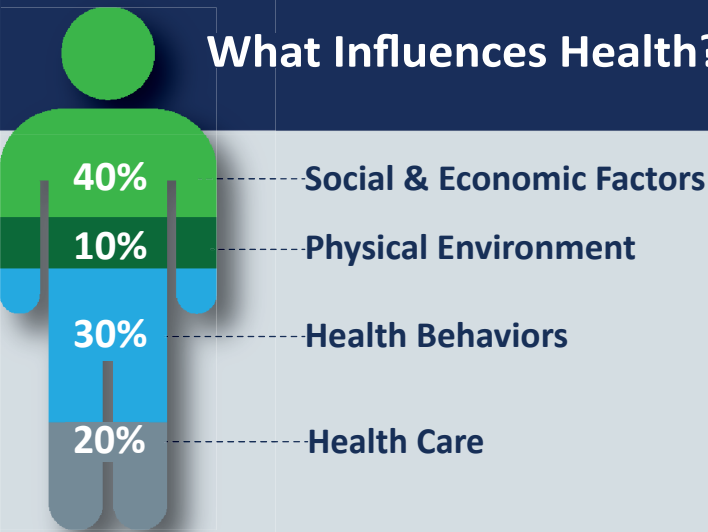 What Influences Health?
40% Social & Economic Factors
10% Physical Environment
30% Health Behaviors
20% Health Care